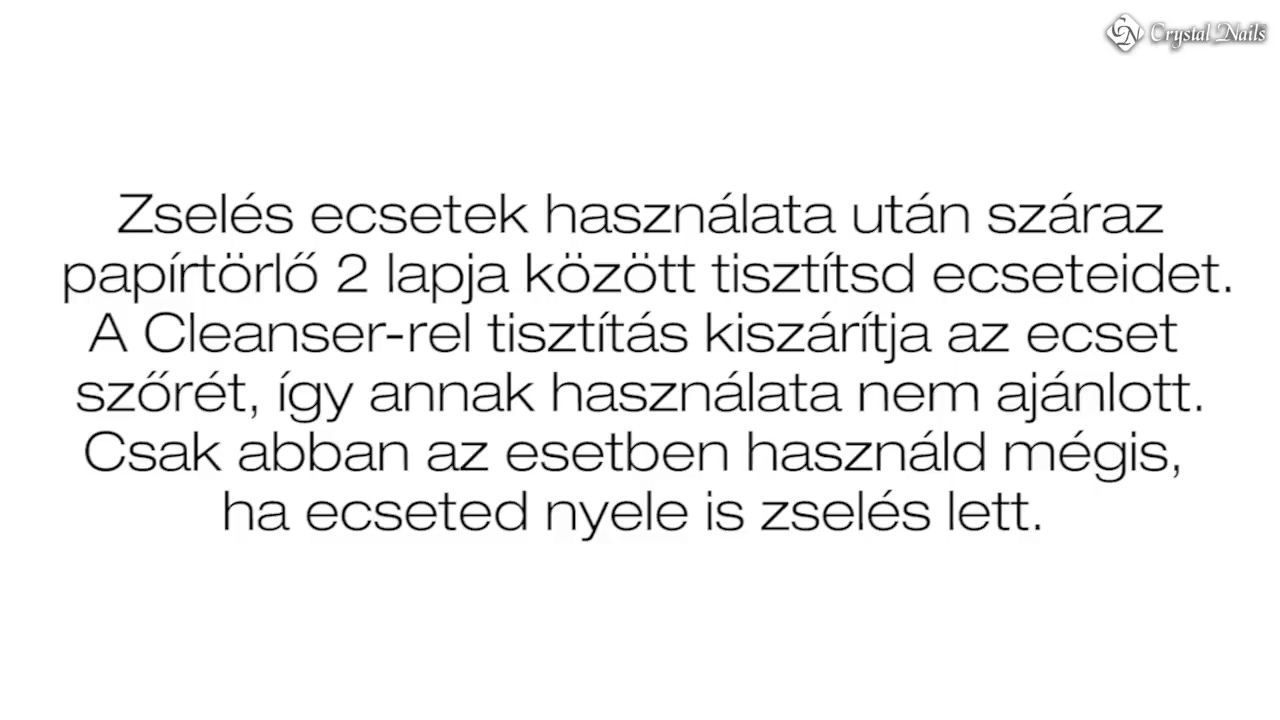 Crystal Nails
Zselés ecsetek használata után száraz
papírtörlő 2 lapja között tisztítsd ecseteidet.
A Cleanser-rel tisztítás kiszárítja az ecset
szőrét, így annak használata nem ajánlott.
Csak abban az esetben használd mégis,
ha ecseted nyele is zselés lett.